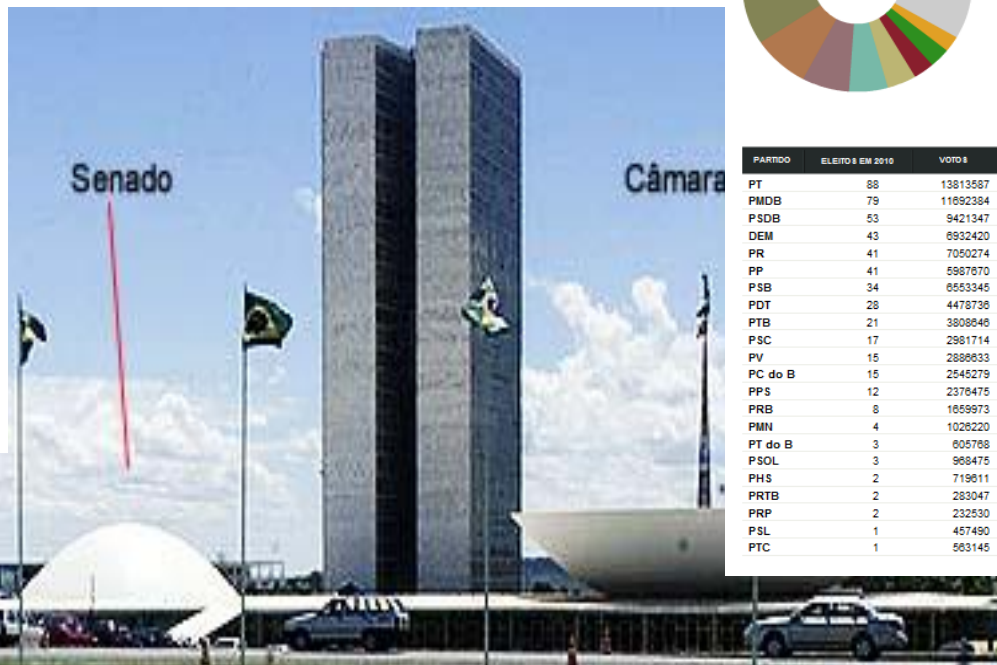 Senado
Câmara
PARTIDO ELEITOS EM 2010 VOTOS
PT 88 13813587
PMDB 79 11692384
PSDB 53 9421347
DEM 43 6932420
PR 41 7050274
PP 41 5987670
PSB 34 6553345
PDT 28 4478736
PTB 21 3808646
PSC 17 2981714
PV 15 2886633
PC do B 15 2545279
PPS 12 2376475
PRB 8 1659973
PMN 4 1026220
PT do B 3 605768
PSOL 3 968475
PHS 2 719611
PRTB 2 283047
PRP 2 232530
PSL 1 457490
PTC 1 563145